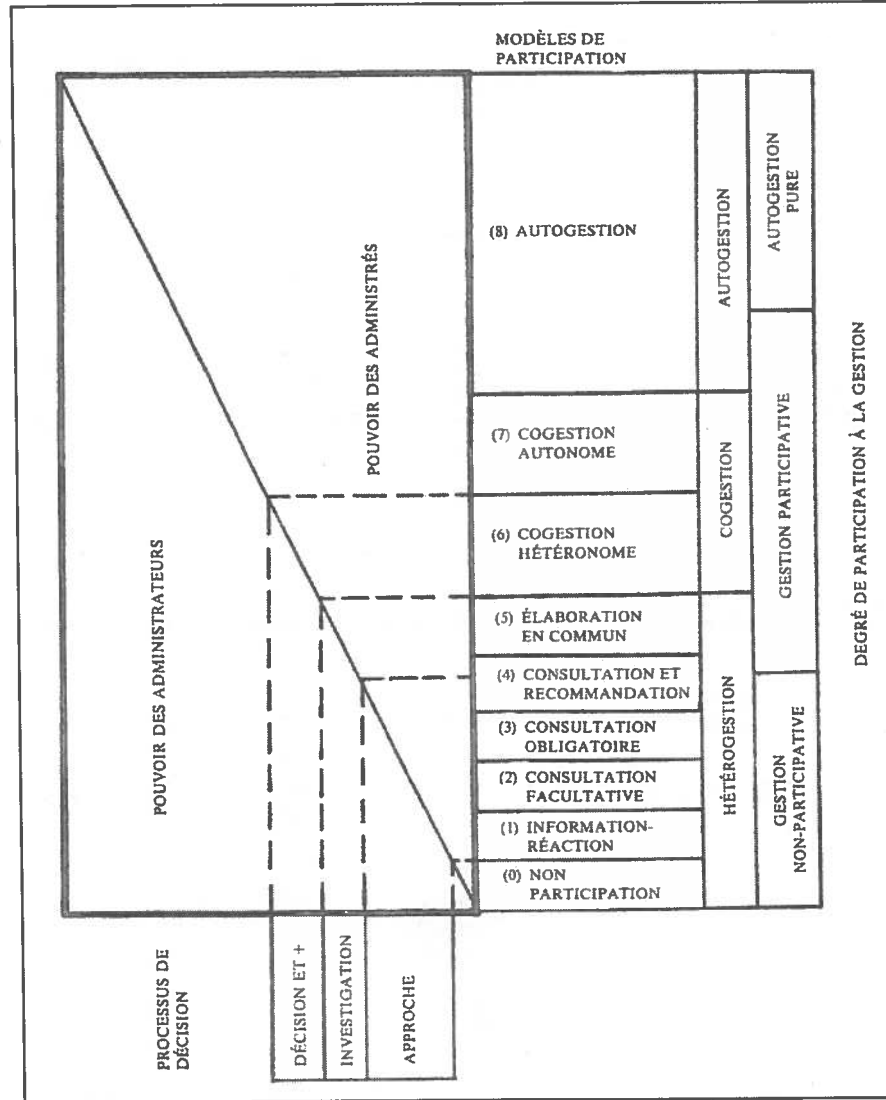 MODÈLES DE
PARTICIPATION
(8) AUTOGESTION
(7) COGESTION
AUTONOME
(6) COGESTION
HÉTÉRONOME
(5) ÉLABORATION
EN COMMUN
(4) CONSULTATION ET
RECOMMANDATION
(3) CONSULTATION
OBLIGATOIRE
(2) CONSULTATION
FACULTATIVE
(1) INFORMATION-
RÉACTION
(0) NON
PARTICIPATION
AUTOGESTION
COGESTION
HÉTÉROGESTION
AUTOGESTION
PURE
GESTION PARTICIPATIVE
GESTION
NON-PARTICIPATIVE
DEGRÉ DE PARTICIPATION À LA GESTION
POUVOIR DES ADMINISTRÉS
POUVOIR DES ADMINISTRATEURS
PROCESSUS DE
DÉCISION
DÉCISION ET +
INVESTIGATION
APPROCHE